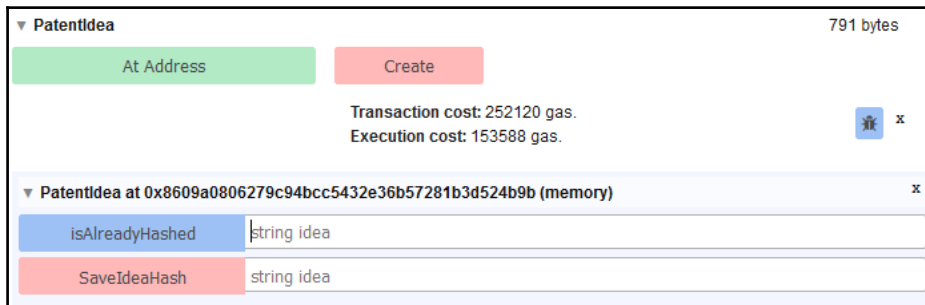 ▼ PatentIdea 791 bytes
At Address Create
Transaction cost: 252120 gas.
Execution cost: 153588 gas.
x
▼ PatentIdea at 0x8609a0806279c94bcc5432e36b57281b3d524b9b (memory) x
isAlreadyHashed string idea
SaveIdeaHash string idea